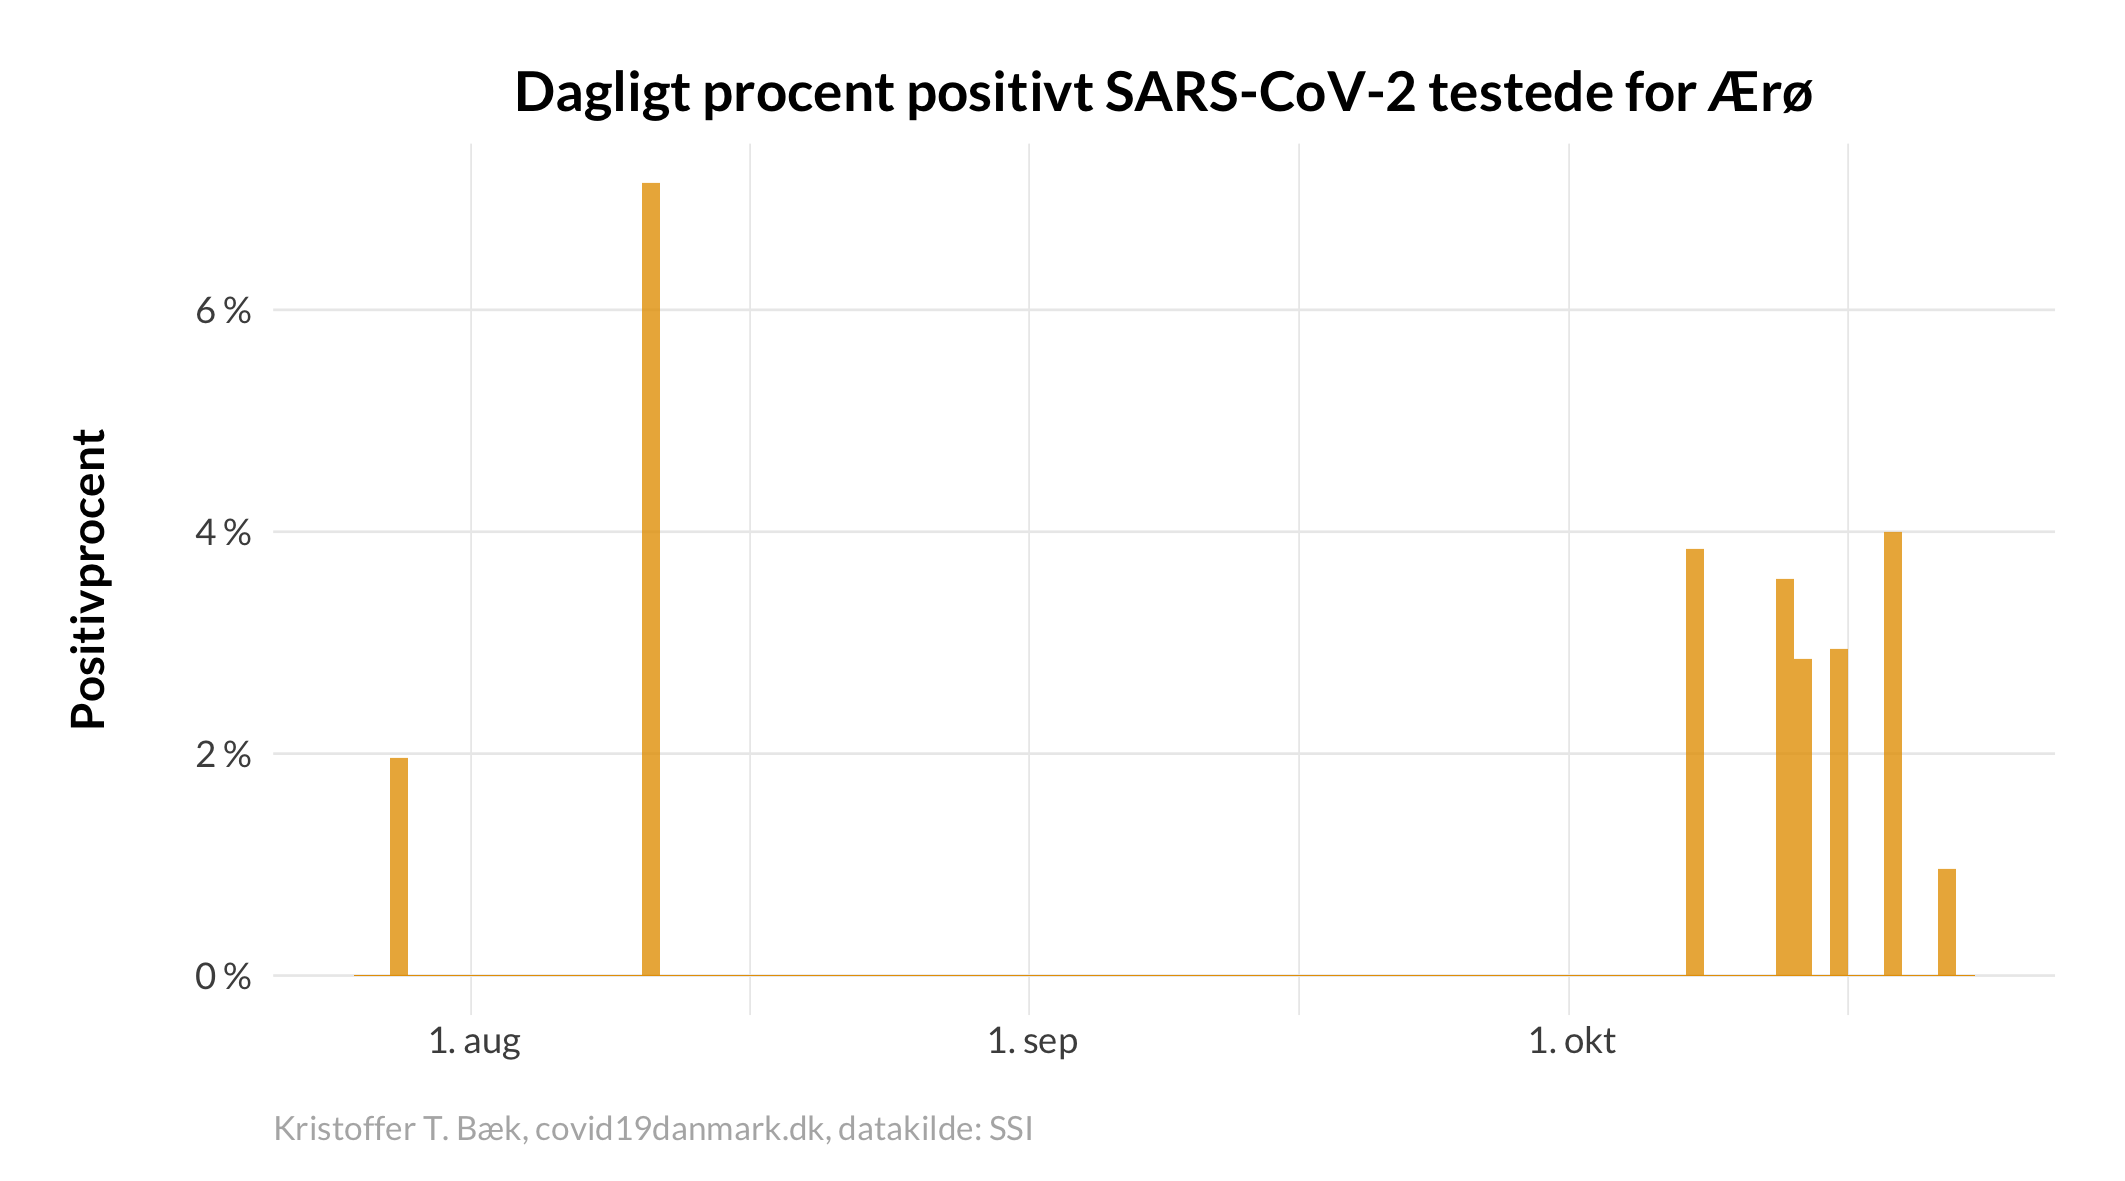 Dagligt procent positivt SARS-CoV-2 testede for Ærø
Positivprocent
6 %
4 %
2 %
0 %
1. aug
1. sep
1. okt
Kristoffer T. Bæk, covid19danmark.dk, datakilde: SSI